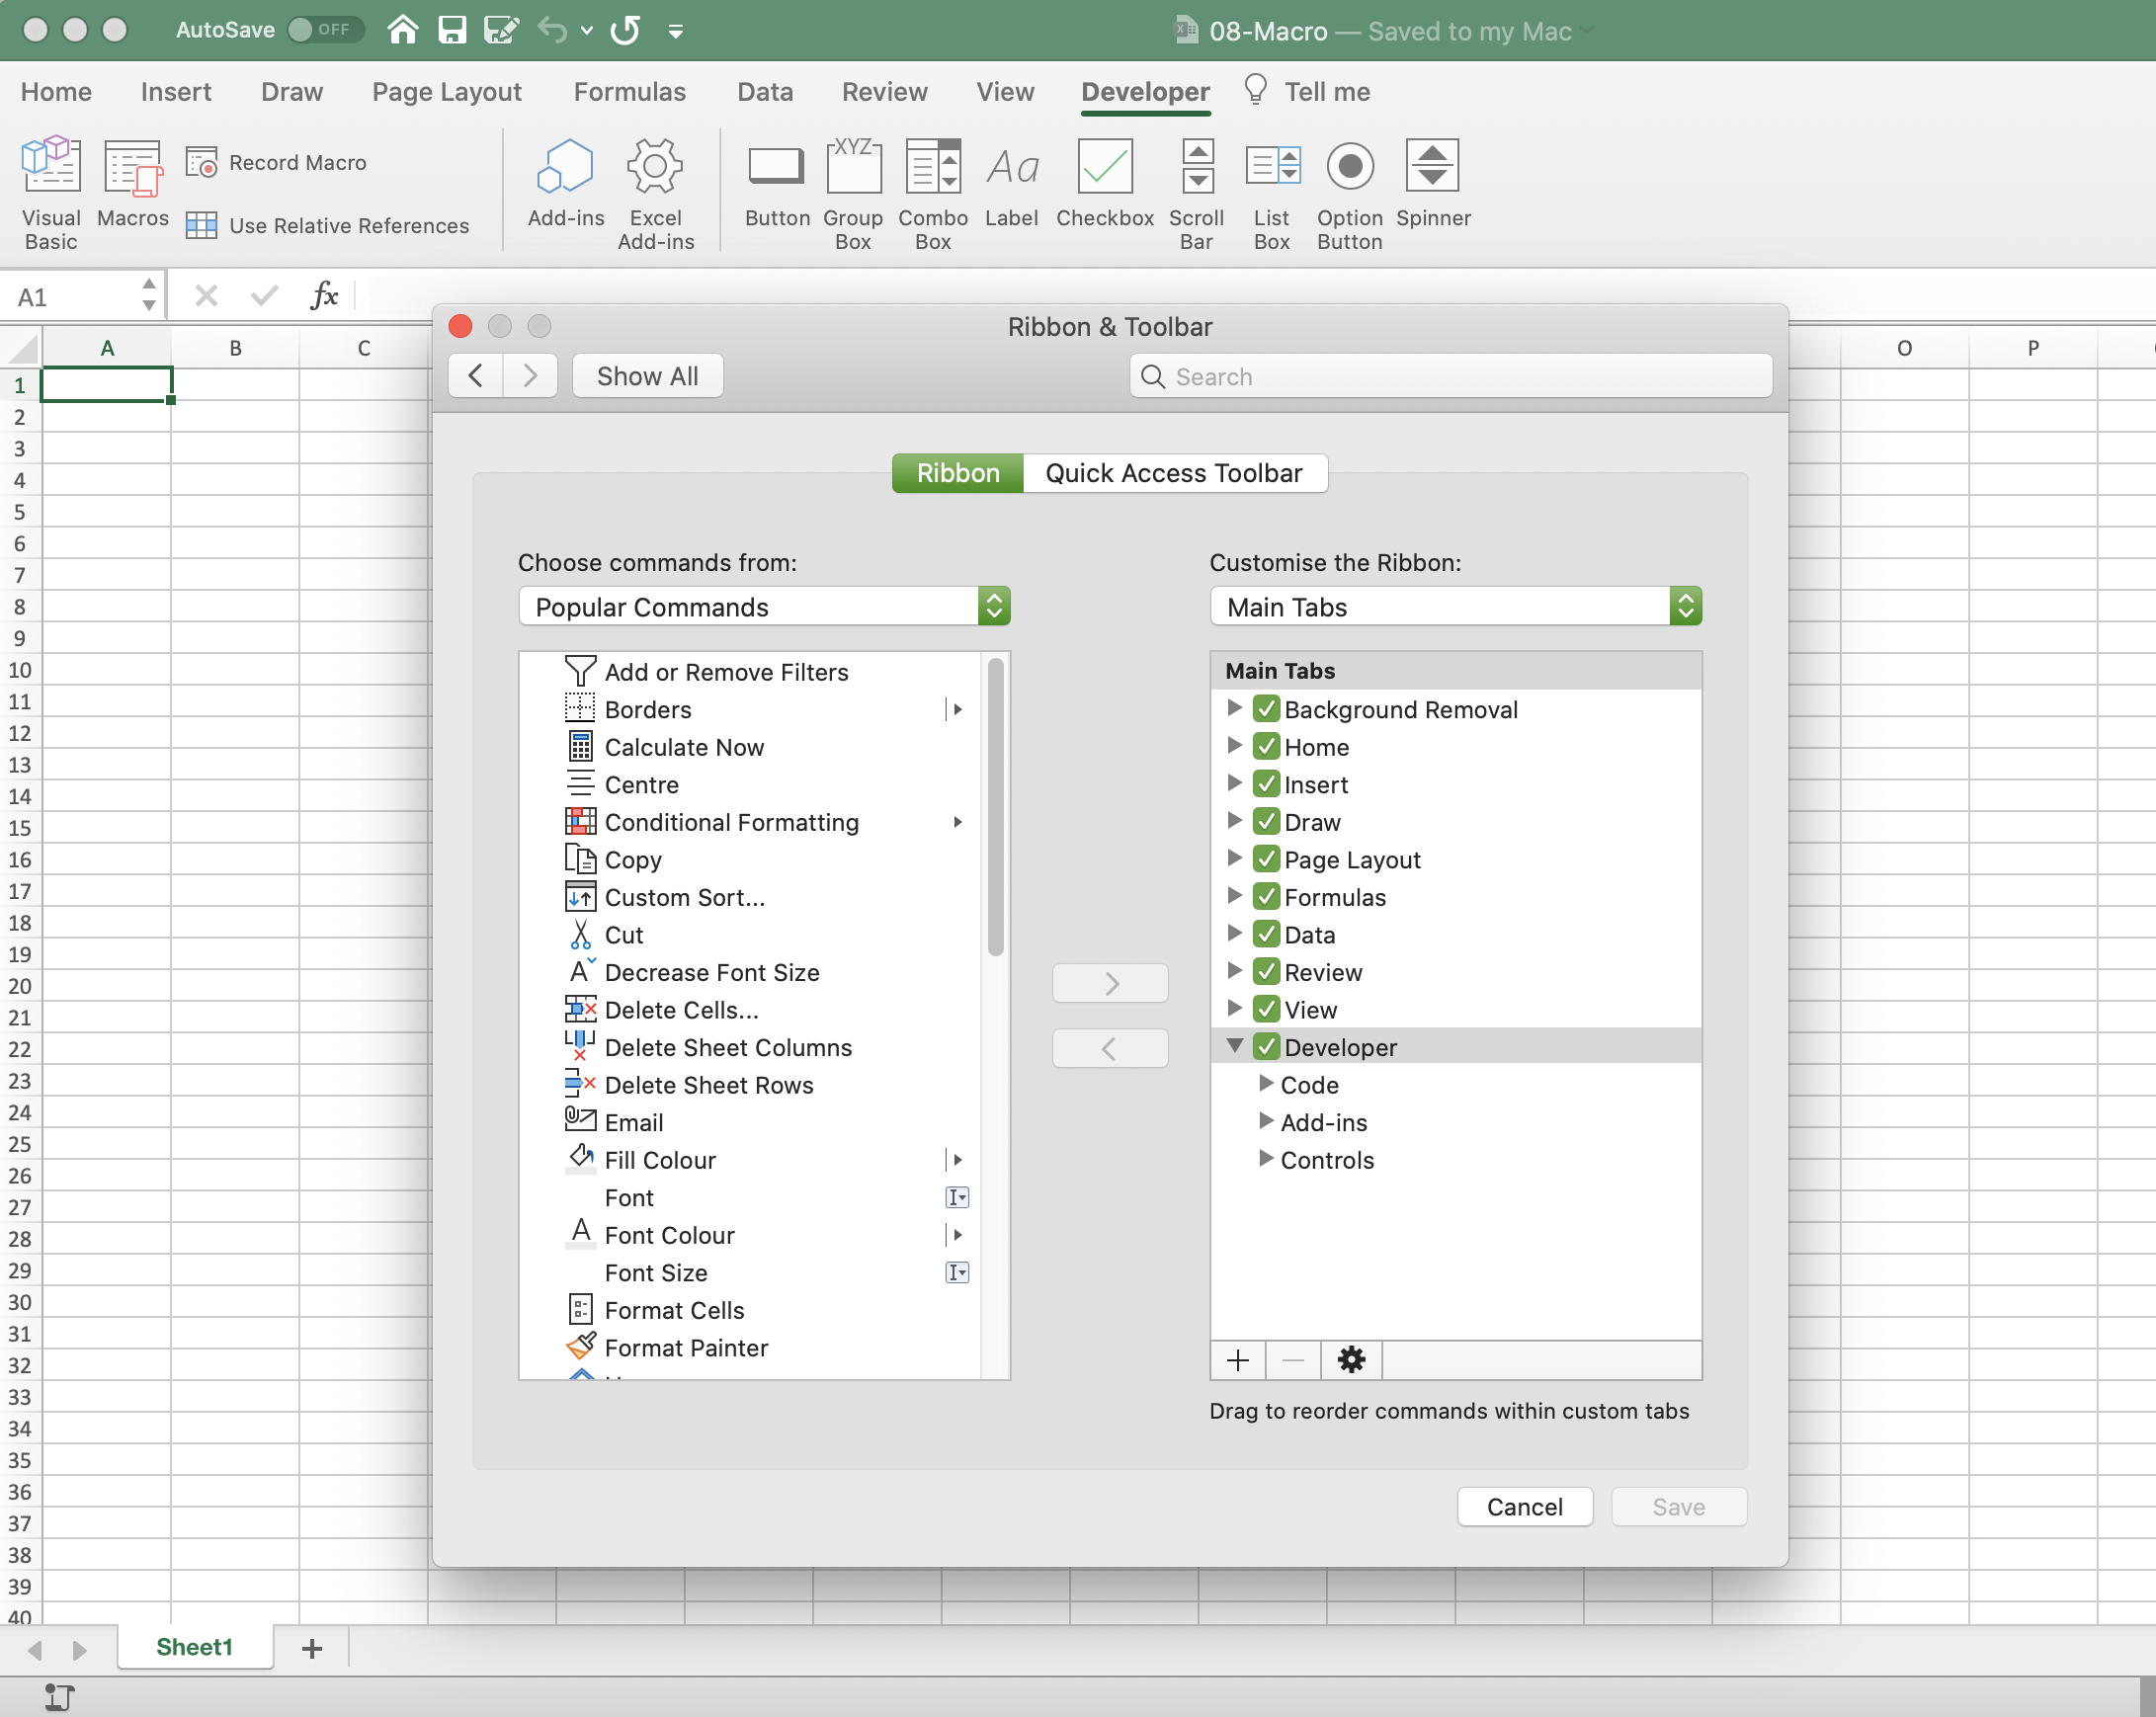 AutoSave OFF 08-Macro — Saved to my Mac
Home Insert Draw Page Layout Formulas Data Review View Developer Tell me
Visual Basic
Macros
Record Macro
Use Relative References
Add-ins
Excel Add-ins
XYZ
Button
Group Box
Combo Box
Aa
Label
Checkbox
Scroll Bar
List Box
Option Button
Spinner
A1 fx
A B C O P
1
2
3
4
5
6
7
8
9
10
11
12
13
14
15
16
17
18
19
20
21
22
23
24
25
26
27
28
29
30
31
32
33
34
35
36
37
38
39
40
Ribbon & Toolbar
Show All
Search
Ribbon Quick Access Toolbar
Choose commands from:
Popular Commands
Add or Remove Filters
Borders
Calculate Now
Centre
Conditional Formatting
Copy
Custom Sort...
Cut
Decrease Font Size
Delete Cells...
Delete Sheet Columns
Delete Sheet Rows
Email
Fill Colour
Font
Font Colour
Font Size
Format Cells
Format Painter
Customise the Ribbon:
Main Tabs
Main Tabs
Background Removal
Home
Insert
Draw
Page Layout
Formulas
Data
Review
View
Developer
Code
Add-ins
Controls
Drag to reorder commands within custom tabs
Cancel Save
Sheet1